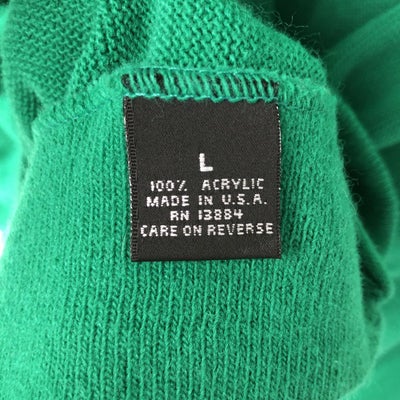 L
100% ACRYLIC
MADE IN U.S.A.
RN 13884
CARE ON REVERSE